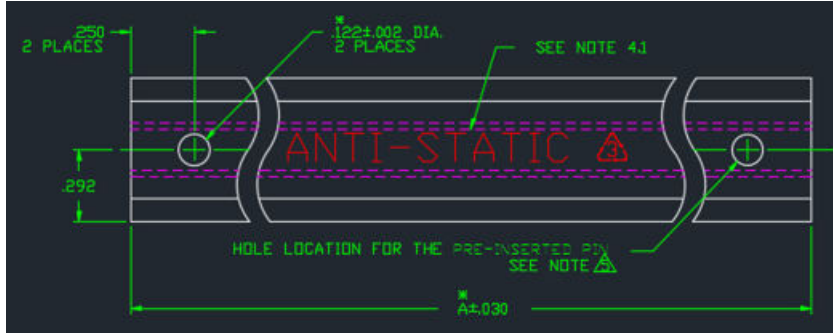 *
.250
.122±.002 DIA.
2 PLACES
2 PLACES
SEE NOTE 4.1
ANTI-STATIC 3
.292
HOLE LOCATION FOR THE PRE-INSERTED PIN
SEE NOTE 5
*
A±.030